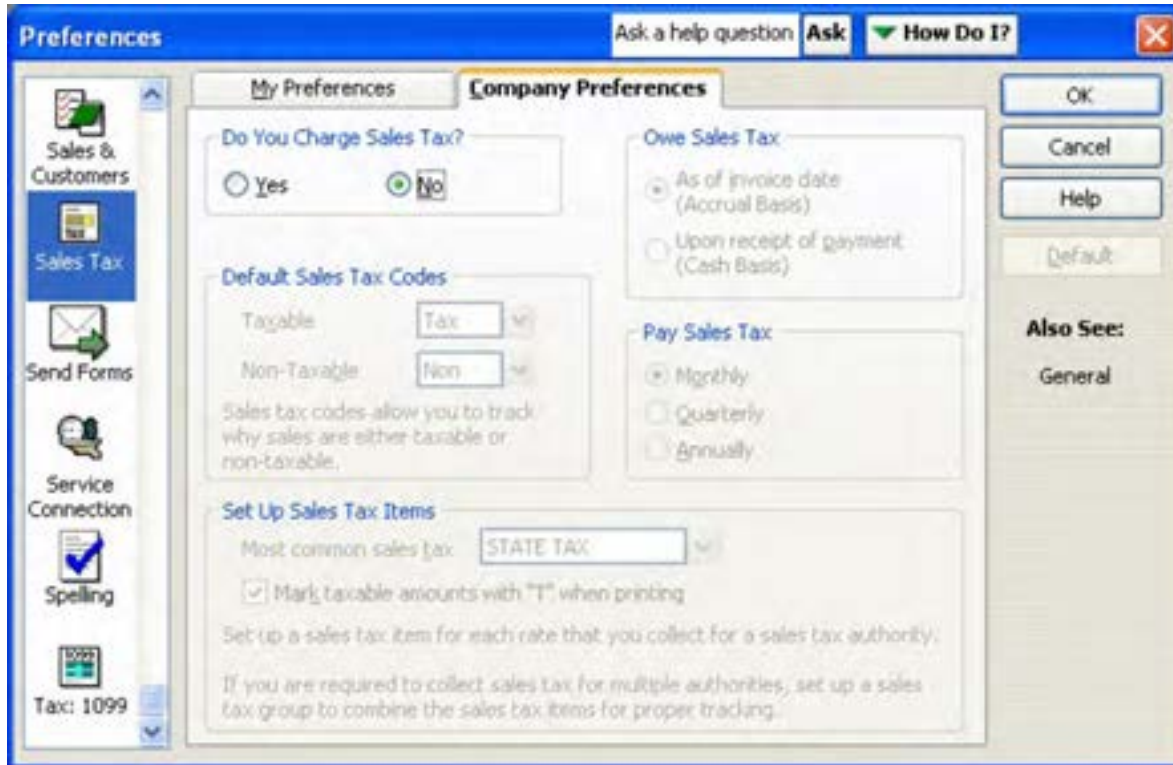 Preferences
Ask a help question Ask How Do I?
Sales &
Customers
Sales Tax
Send Forms
Service
Connection
Spelling
1099
Tax: 1099
My Preferences
Company Preferences
Do You Charge Sales Tax?
Yes No
Default Sales Tax Codes
Taxable Tax
Non-Taxable Non
Sales tax codes allow you to track
why sales are either taxable or
non-taxable.
Owe Sales Tax
As of invoice date
(Accrual Basis)
Upon receipt of payment
(Cash Basis)
Pay Sales Tax
Monthly
Quarterly
Annually
Set Up Sales Tax Items
Most common sales tax STATE TAX
Mark taxable amounts with "T" when printing
Set up a sales tax item for each rate that you collect for a sales tax authority.
If you are required to collect sales tax for multiple authorities, set up a sales
tax group to combine the sales tax items for proper tracking.
OK
Cancel
Help
Default
Also See:
General